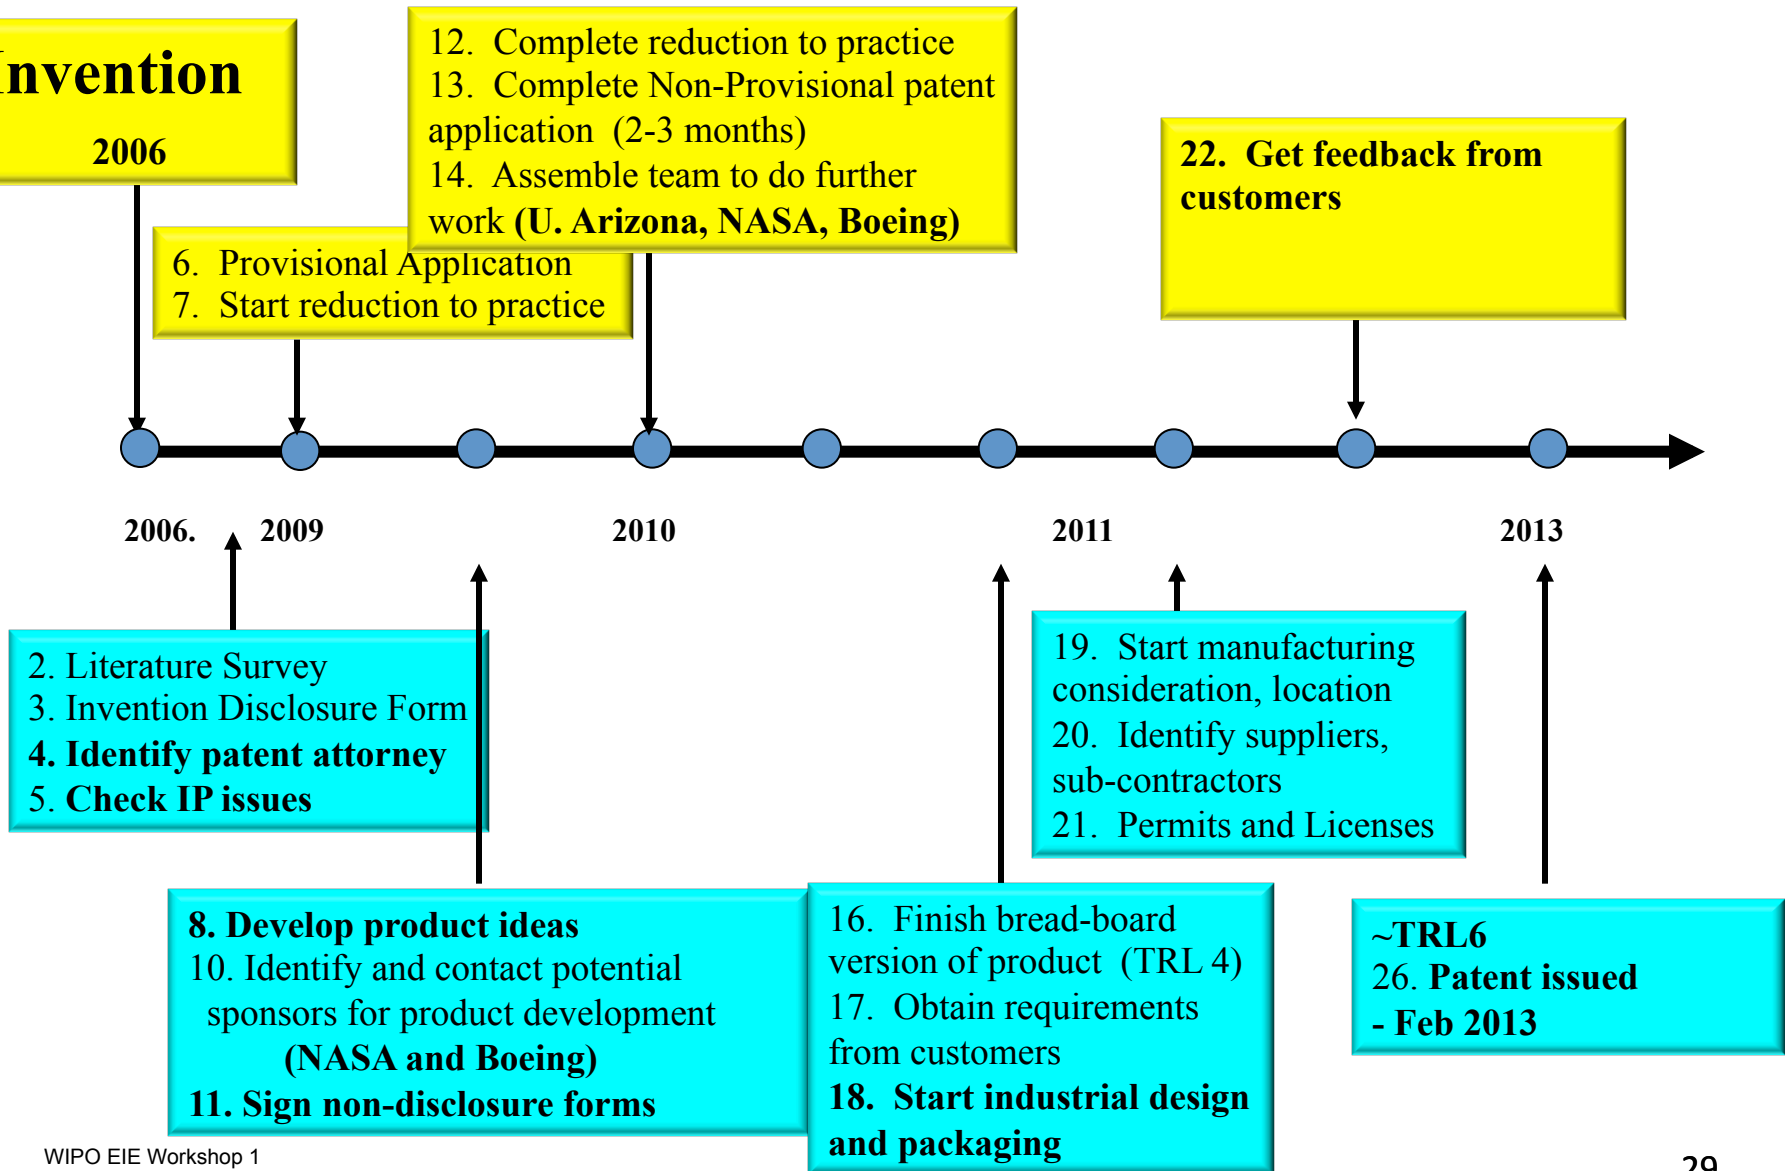 Invention
2006
12. Complete reduction to practice
13. Complete Non-Provisional patent
application (2-3 months)
14. Assemble team to do further
work (U. Arizona, NASA, Boeing)
6. Provisional Application
7. Start reduction to practice
22. Get feedback from
customers
2006. 2009 2010 2011 2013
2. Literature Survey
3. Invention Disclosure Form
4. Identify patent attorney
5. Check IP issues
19. Start manufacturing
consideration, location
20. Identify suppliers,
sub-contractors
21. Permits and Licenses
8. Develop product ideas
10. Identify and contact potential
sponsors for product development
(NASA and Boeing)
11. Sign non-disclosure forms
16. Finish bread-board
version of product (TRL 4)
17. Obtain requirements
from customers
18. Start industrial design
and packaging
~TRL6
26. Patent issued
- Feb 2013
WIPO EIE Workshop 1
29